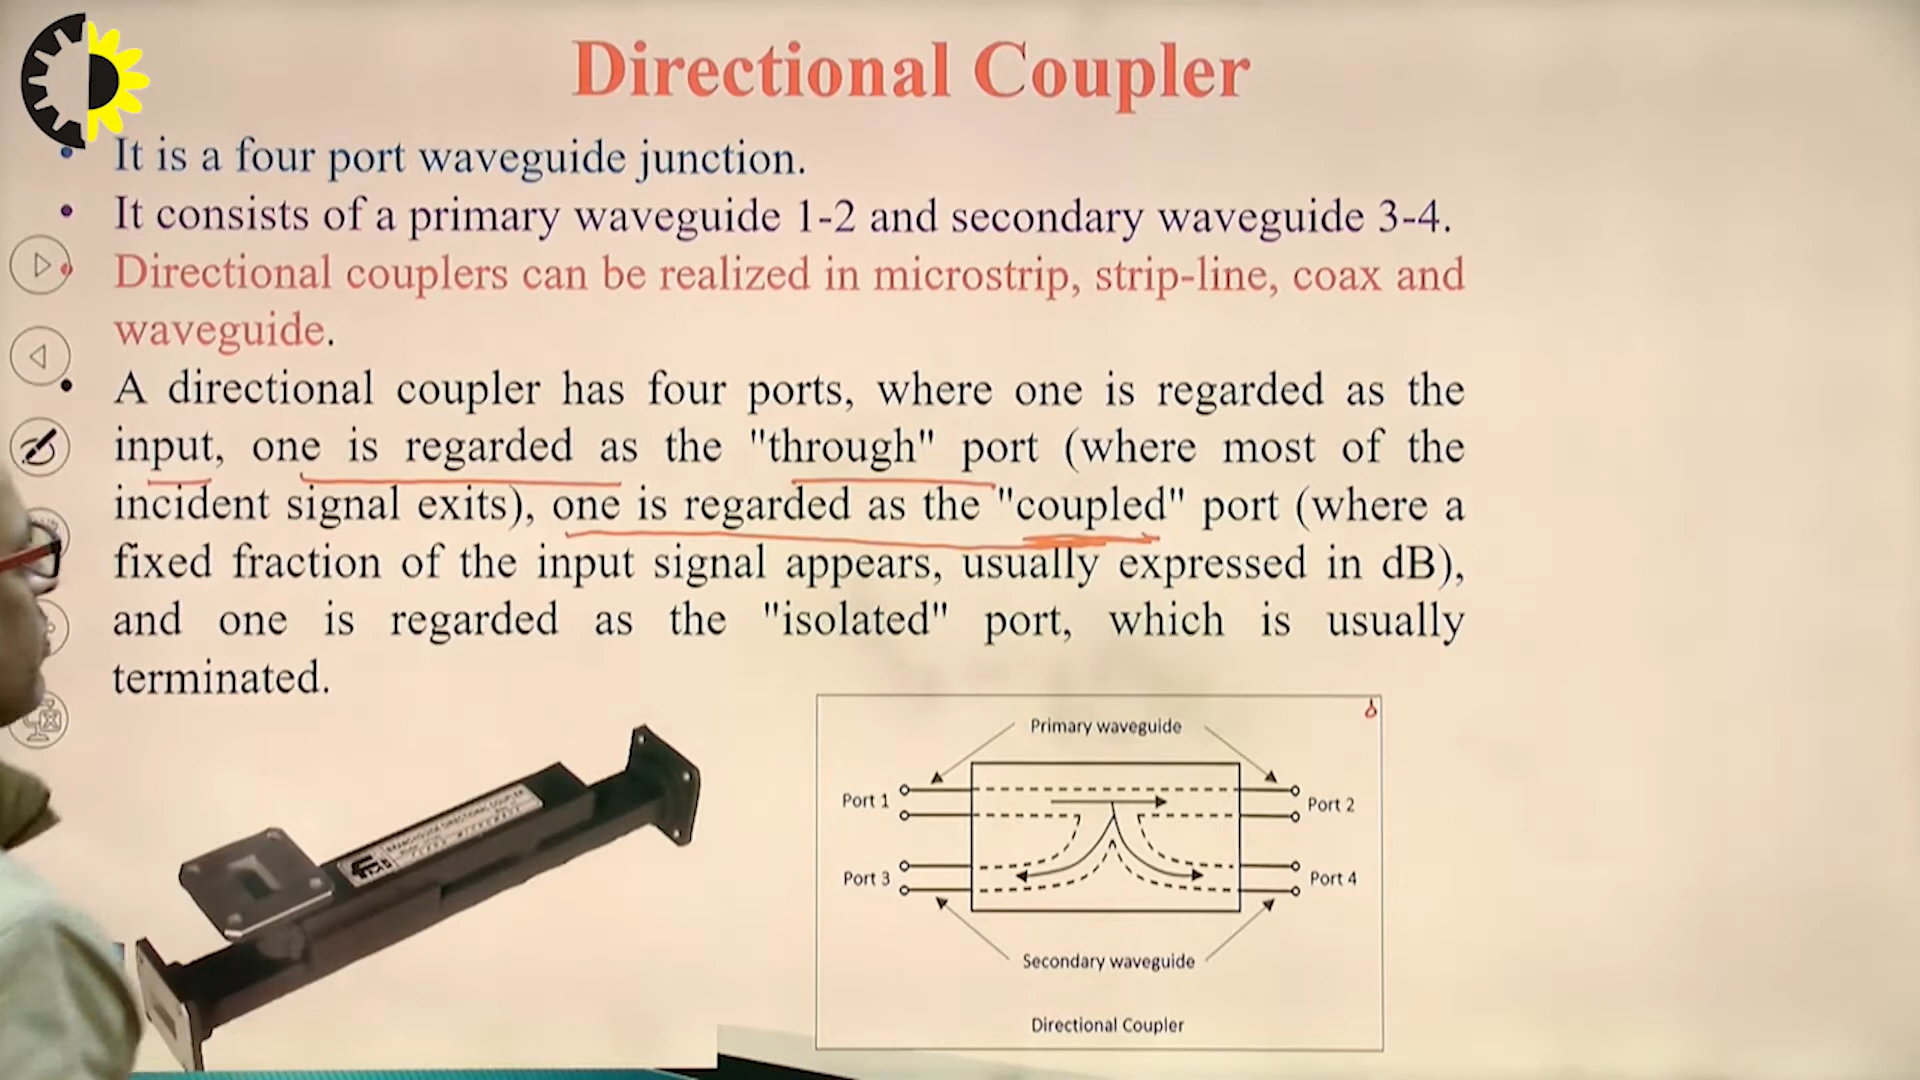 Directional Coupler
• It is a four port waveguide junction.
• It consists of a primary waveguide 1-2 and secondary waveguide 3-4.
• Directional couplers can be realized in microstrip, strip-line, coax and
waveguide.
• A directional coupler has four ports, where one is regarded as the
input, one is regarded as the "through" port (where most of the
incident signal exits), one is regarded as the "coupled" port (where a
fixed fraction of the input signal appears, usually expressed in dB),
and one is regarded as the "isolated" port, which is usually
terminated.
Primary waveguide
Port 1
Port 2
Port 3
Port 4
Secondary waveguide
Directional Coupler